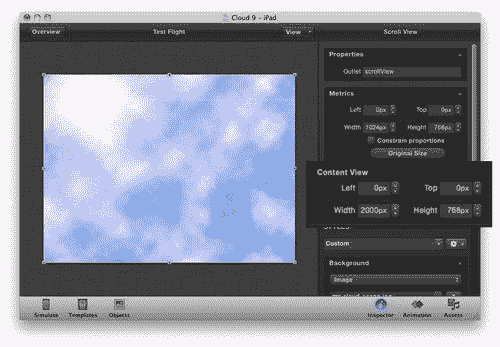 Cloud 9 - iPad
Overview
Test Flight
View
Scroll View
Properties
Outlet scrollView
Metrics
Left 0px Top 0px
Width 1024px Height 768px
Constrain proportions
Original Size
Content View
Left 0px Top 0px
Width 2000px Height 768px
STYLES
Custom
Background
Image
Simulate Templates Objects Inspector Animation Assets